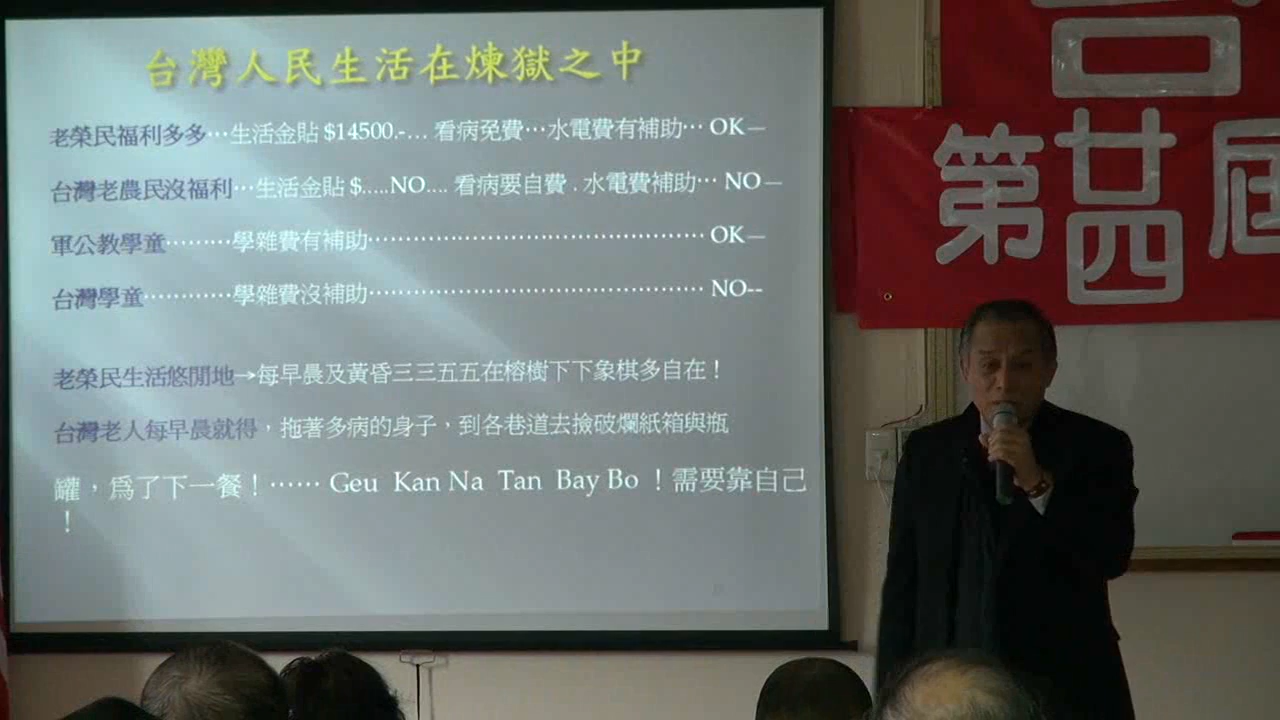 台灣人民生活在煉獄之中
老榮民福利多多…生活金貼 $14500.-…. 看病免費…水電費有補助… OK—
台灣老農民沒福利…生活金貼 $.....NO.... 看病要自費 . 水電費補助… NO—
軍公教學童………學雜費有補助…………………………………… OK—
台灣學童…………學雜費沒補助…………………………………… NO--
老榮民生活悠閒地→每早晨及黃昏三三五五在榕樹下下象棋多自在！
台灣老人每早晨就得，拖著多病的身子，到各巷道去撿破爛紙箱與瓶
罐，為了下一餐！…… Geu Kan Na Tan Bay Bo ！需要靠自己
！
第廿四屆